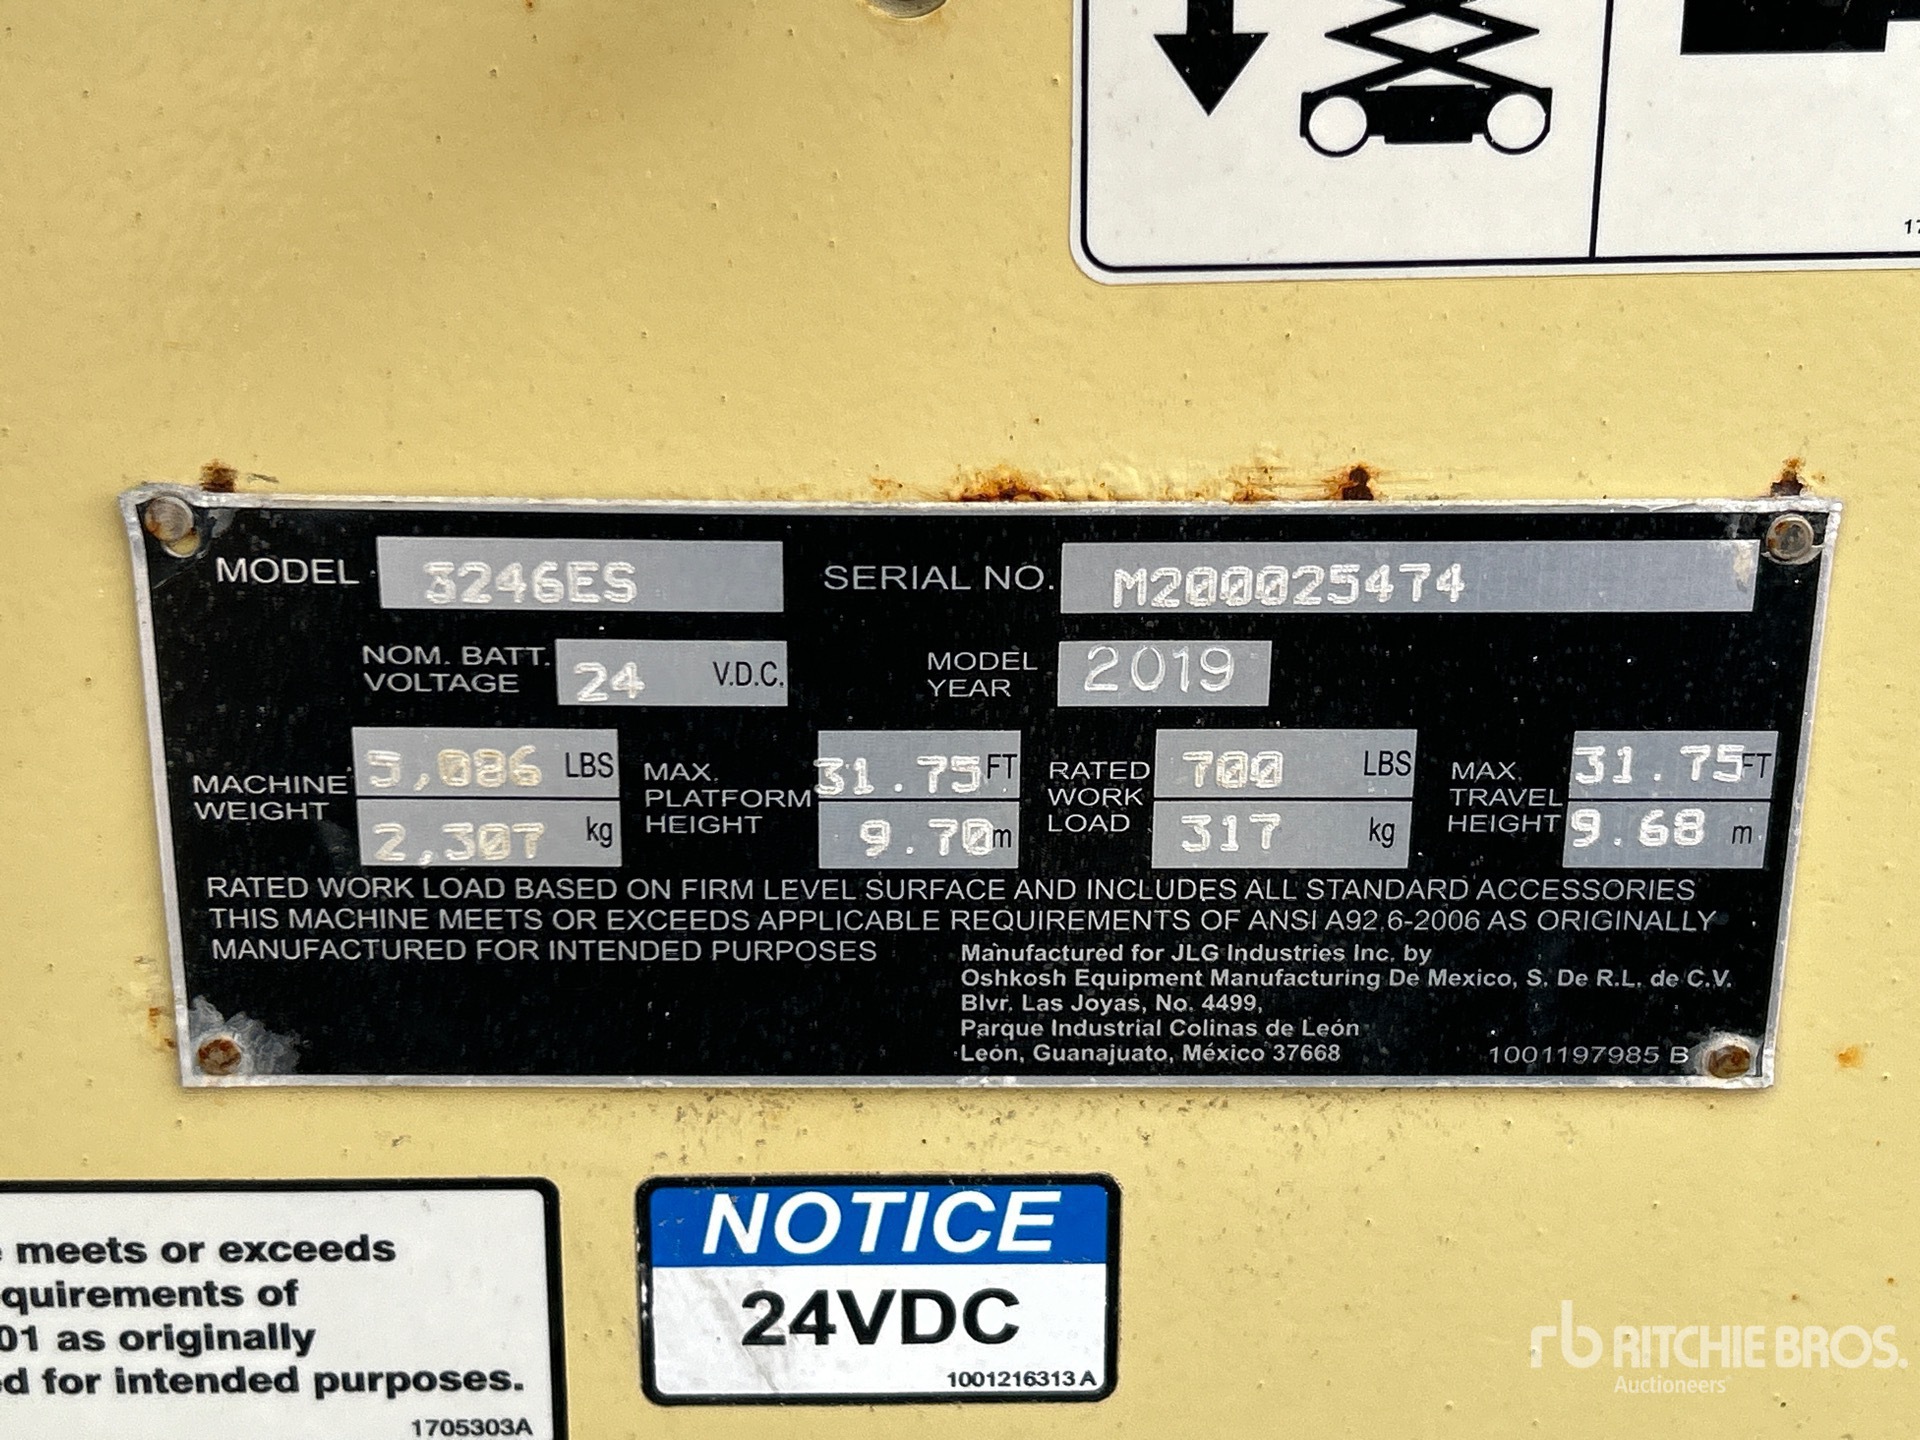 17
MODEL 3246ES SERIAL NO. M200025474
NOM. BATT. VOLTAGE 24 V.D.C. MODEL YEAR 2019
MACHINE WEIGHT 5,086 LBS 2,307 kg MAX. PLATFORM HEIGHT 31.75 FT 9.70 m RATED WORK LOAD 700 LBS 317 kg MAX. TRAVEL HEIGHT 31.75 FT 9.68 m
RATED WORK LOAD BASED ON FIRM LEVEL SURFACE AND INCLUDES ALL STANDARD ACCESSORIES
THIS MACHINE MEETS OR EXCEEDS APPLICABLE REQUIREMENTS OF ANSI A92.6-2006 AS ORIGINALLY
MANUFACTURED FOR INTENDED PURPOSES
Manufactured for JLG Industries Inc. by
Oshkosh Equipment Manufacturing De Mexico, S. De R.L. de C.V.
Blvr. Las Joyas, No. 4499,
Parque Industrial Colinas de León
León, Guanajuato, México 37668
1001197985 B
meets or exceeds
quirements of
01 as originally
d for intended purposes.
1705303A
NOTICE
24VDC
1001216313 A
rb RITCHIE BROS.
Auctioneers